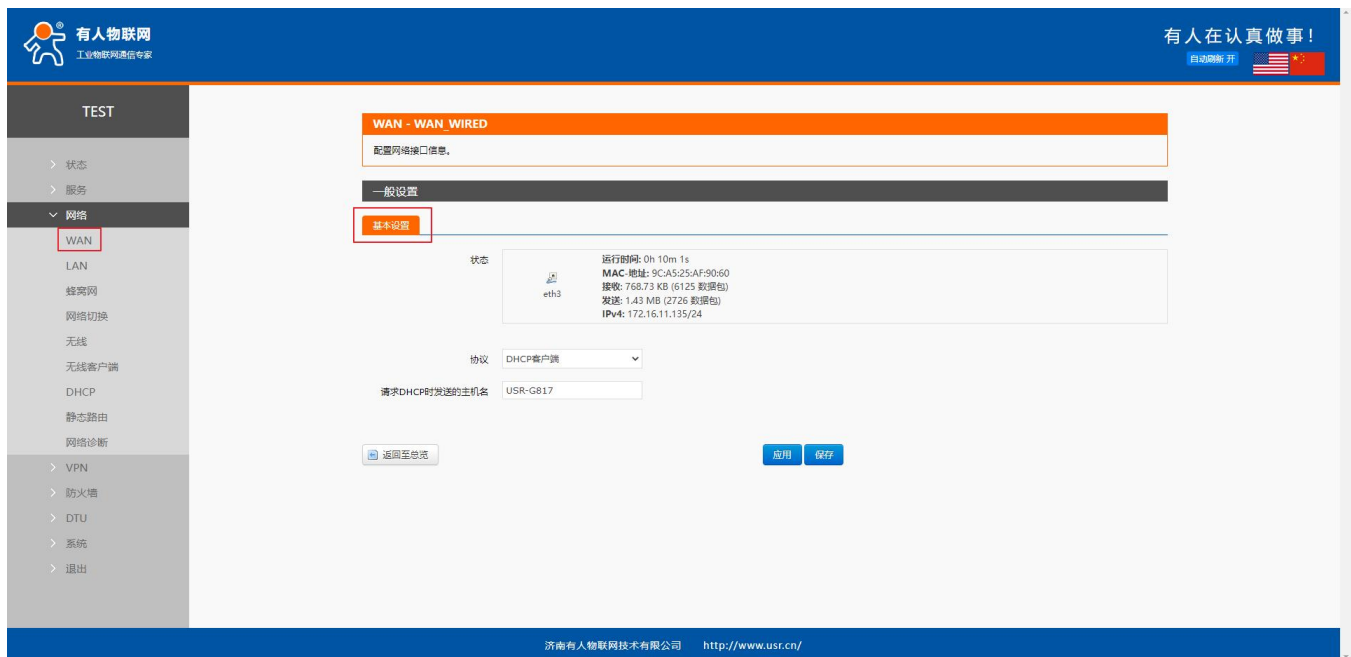 有人物联网®
工业物联网通信专家
有人在认真做事!
自动刷新 开
TEST
状态
服务
网络
WAN
LAN
蜂窝网
网络切换
无线
无线客户端
DHCP
静态路由
网络诊断
VPN
防火墙
DTU
系统
退出
WAN - WAN_WIRED
配置网络接口信息。
一般设置
基本设置
状态
eth3
运行时间: 0h 10m 1s
MAC-地址: 9C:A5:25:AF:90:60
接收: 768.73 KB (6125 数据包)
发送: 1.43 MB (2726 数据包)
IPv4: 172.16.11.135/24
协议 DHCP客户端
请求DHCP时发送的主机名 USR-G817
返回至总览 应用 保存
济南有人物联网技术有限公司 http://www.usr.cn/